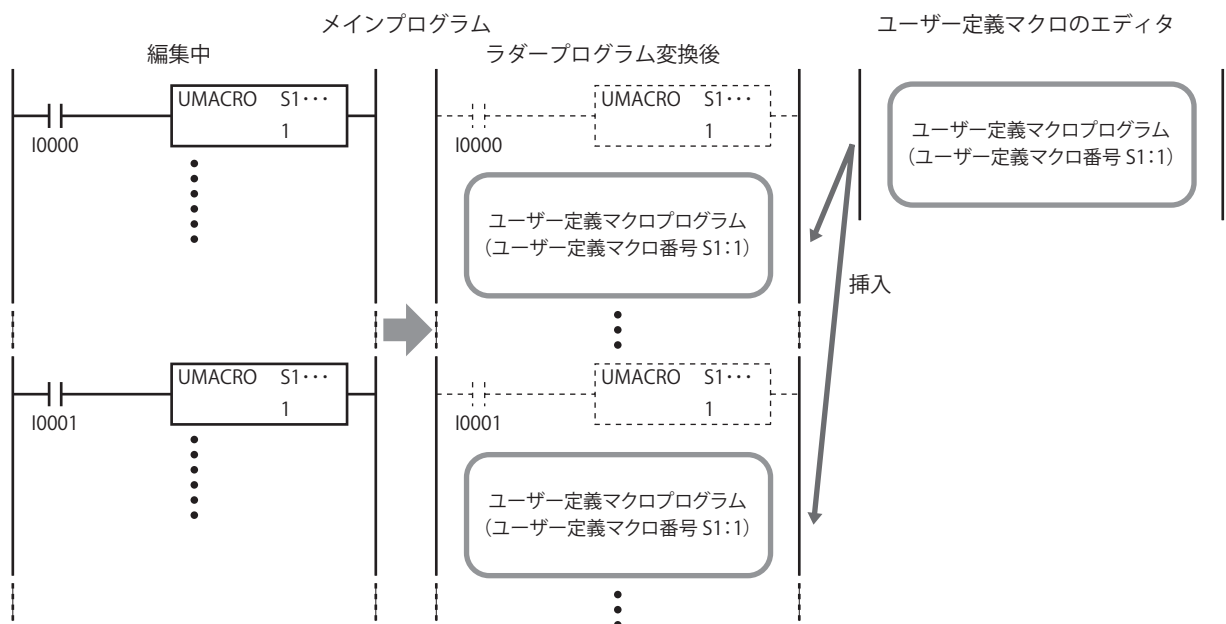 メインプログラム
ユーザー定義マクロのエディタ
編集中
ラダープログラム変換後
UMACRO S1･･･
1
I0000
UMACRO S1･･･
1
I0000
ユーザー定義マクロプログラム
（ユーザー定義マクロ番号 S1：1）
ユーザー定義マクロプログラム
（ユーザー定義マクロ番号 S1：1）
挿入
UMACRO S1･･･
1
I0001
UMACRO S1･･･
1
I0001
ユーザー定義マクロプログラム
（ユーザー定義マクロ番号 S1：1）